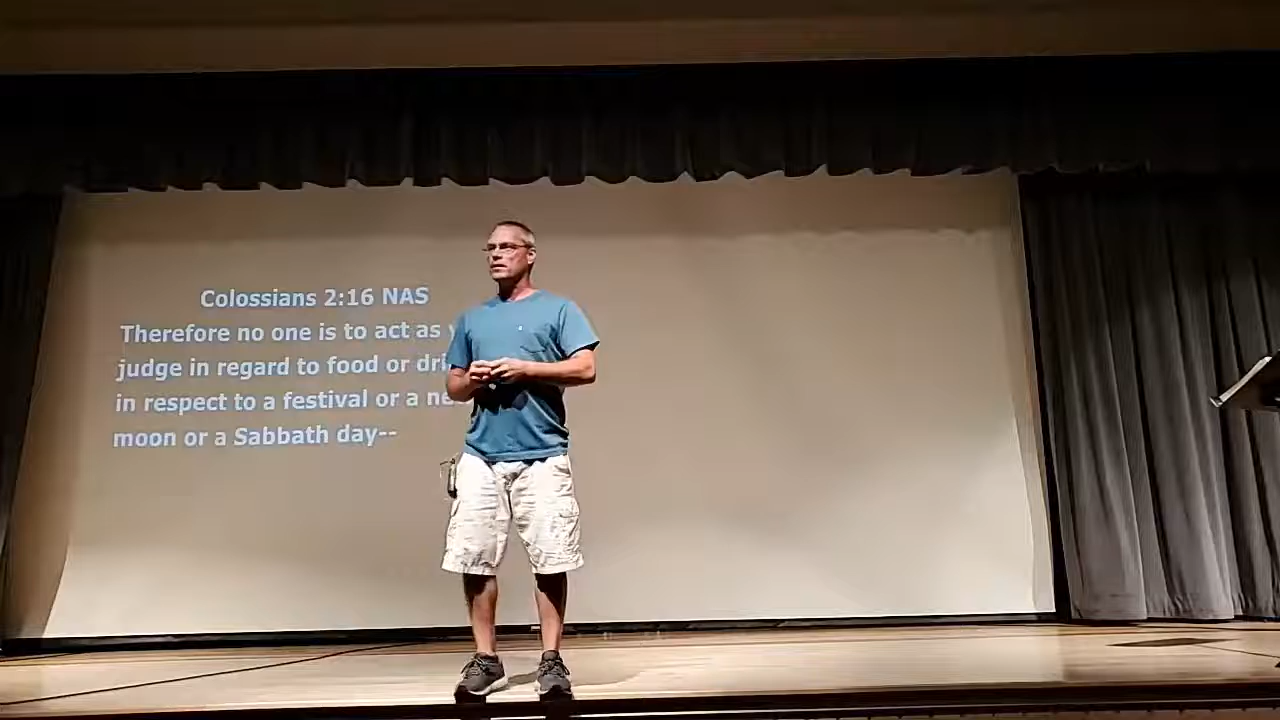 Colossians 2:16 NAS
Therefore no one is to act as
judge in regard to food or
in respect to a festival or a
moon or a Sabbath day--